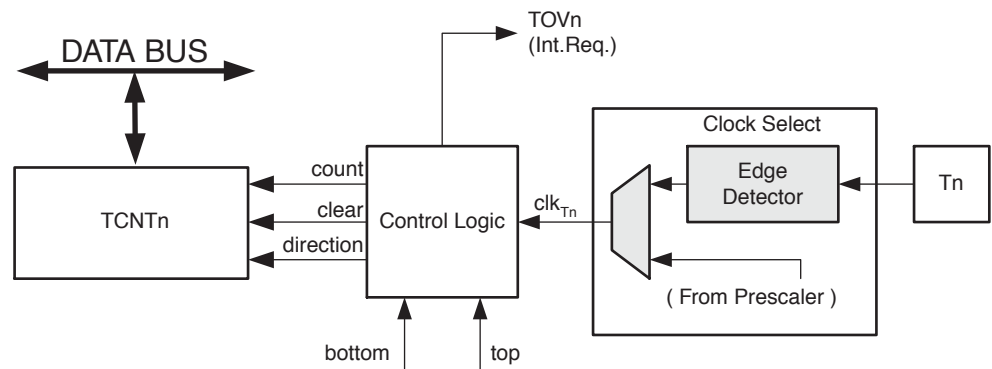 TOVn
(Int.Req.)
DATA BUS
Clock Select
count
Edge
Detector
Tn
TCNTn
clear
Control Logic
clkTn
direction
( From Prescaler )
bottom
top